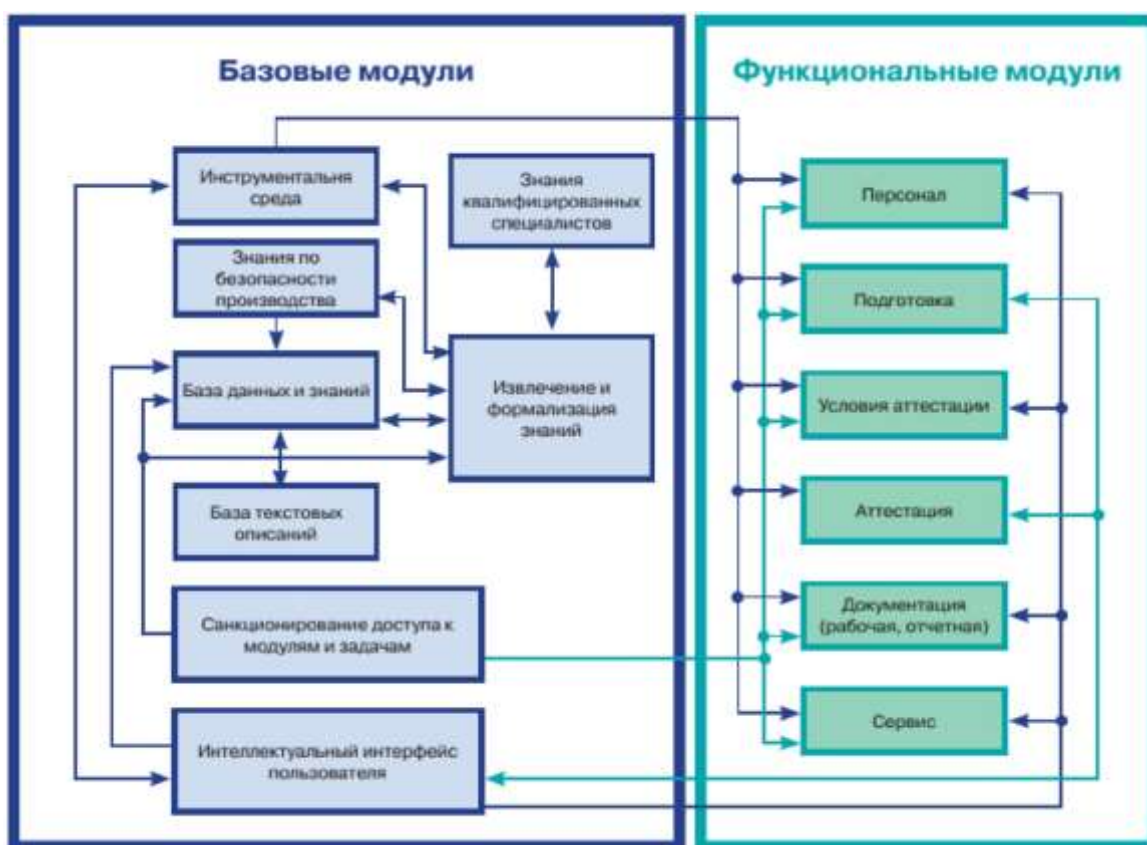 Базовые модули
Инструментальня
среда
Знания
квалифицированных
специалистов
Знания по
безопасности
производства
База данных и знаний
Извлечение и
формализация
знаний
База текстовых
описаний
Санкционирование доступа к
модулям и задачам
Интеллектуальный интерфейс
пользователя
Функциональные модули
Персонал
Подготовка
Условия аттестации
Аттестация
Документация
(рабочая, отчетная)
Сервис